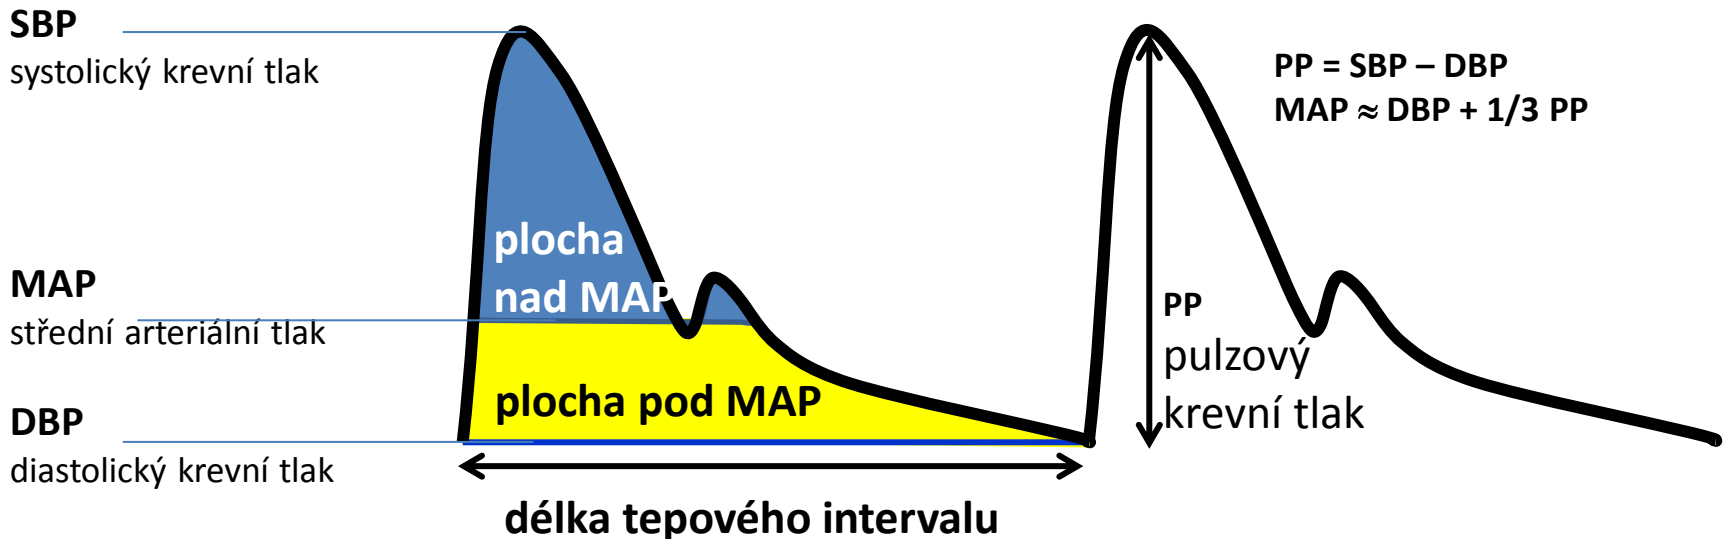 SBP
systolický krevní tlak
MAP
střední arteriální tlak
DBP
diastolický krevní tlak
plocha
nad MAP
plocha pod MAP
délka tepového intervalu
PP
pulzový
krevní tlak
PP = SBP – DBP
MAP ≈ DBP + 1/3 PP